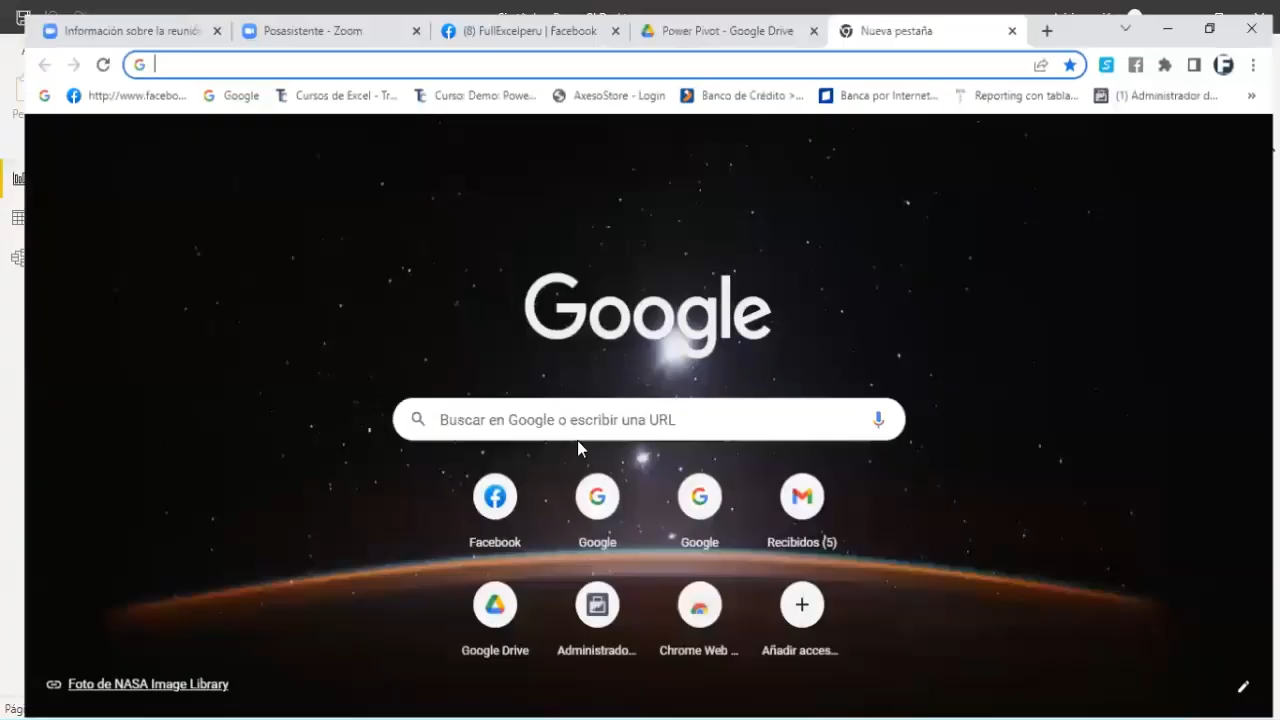 Información sobre la reunió
Posasistente - Zoom
(8) FullExcelperu | Facebook
Power Pivot - Google Drive
Nueva pestaña
http://www.facebo...
Google
Cursos de Excel - Tr...
Curso: Demo: Powe...
AxesoStore - Login
Banco de Crédito >...
Banca por Internet...
Reporting con tabla...
(1) Administrador d...
Google
Buscar en Google o escribir una URL
Facebook
Google
Google
Recibidos (5)
Google Drive
Administrado...
Chrome Web ...
Añadir acces...
Foto de NASA Image Library
Pági